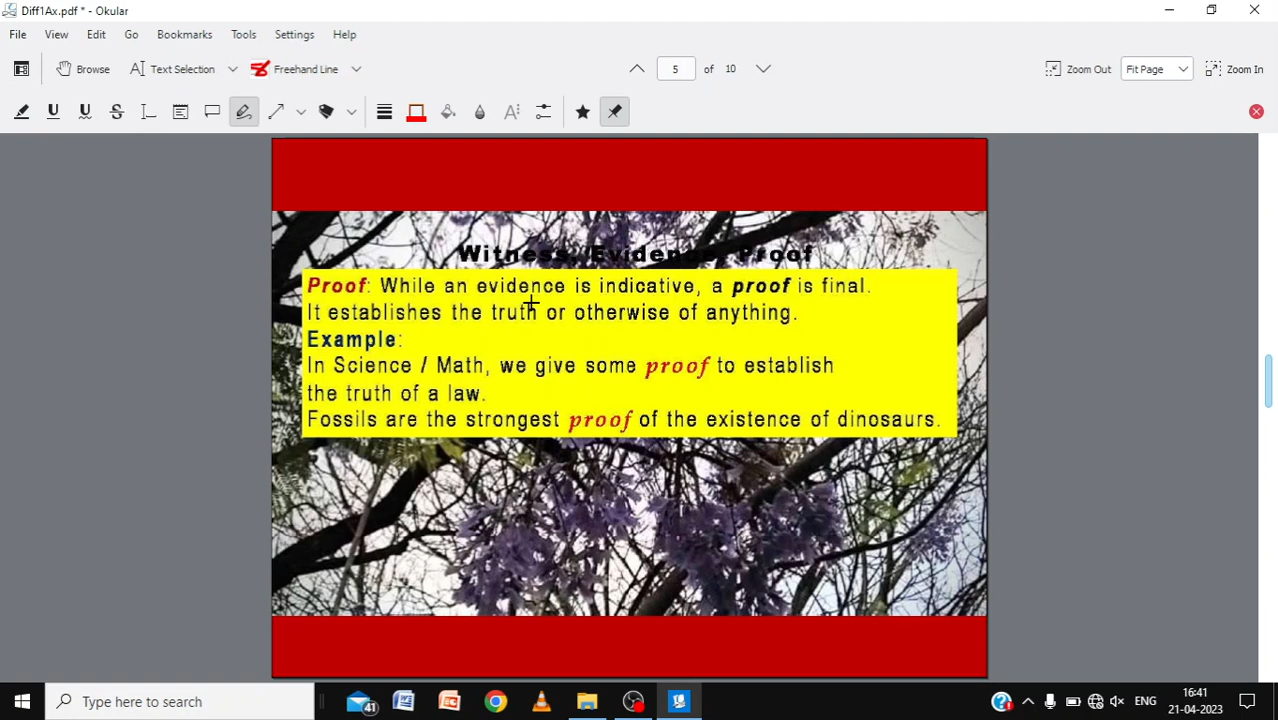 Diff1Ax.pdf * - Okular
File View Edit Go Bookmarks Tools Settings Help
Browse Text Selection Freehand Line 5 of 10 Zoom Out Fit Page Zoom In
Witness, Evidence, Proof
Proof: While an evidence is indicative, a proof is final.
It establishes the truth or otherwise of anything.
Example:
In Science / Math, we give some proof to establish
the truth of a law.
Fossils are the strongest proof of the existence of dinosaurs.
Type here to search
41
ENG
16:41
21-04-2023